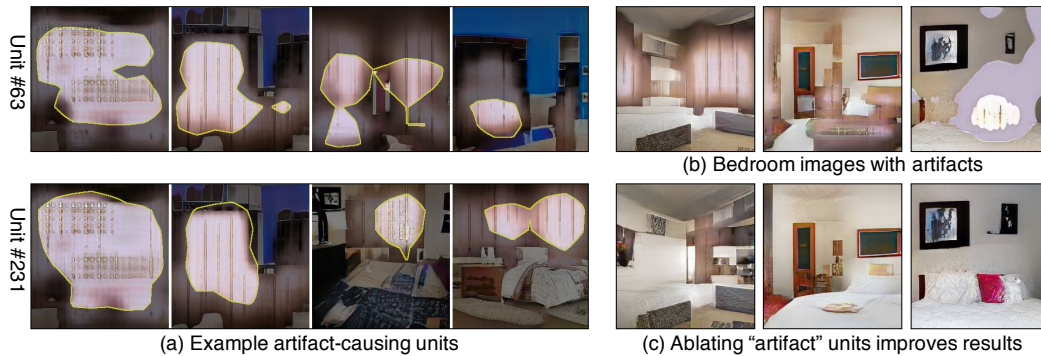 Unit #63
(b) Bedroom images with artifacts
Unit #231
(a) Example artifact-causing units
(c) Ablating “artifact” units improves results